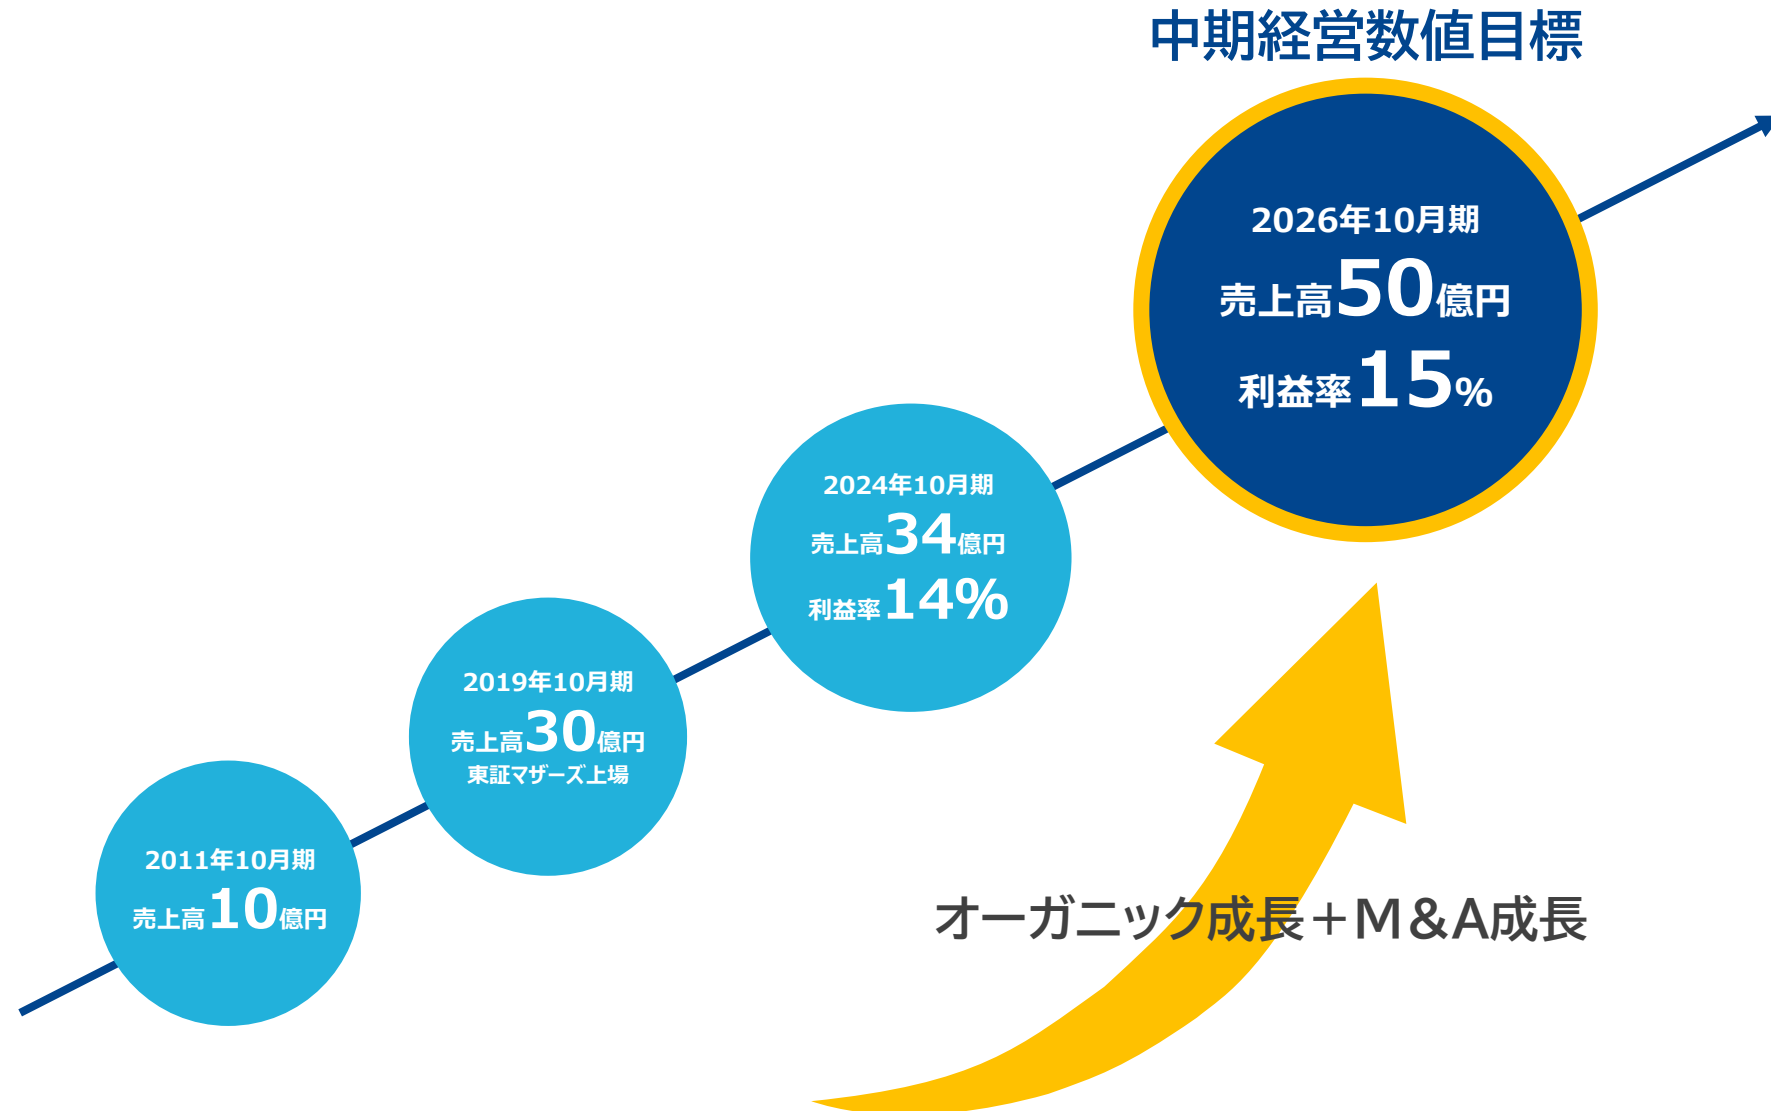 中期経営数値目標
2026年10月期
売上高50億円
利益率15%
2024年10月期
売上高34億円
利益率14%
2019年10月期
売上高30億円
東証マザーズ上場
2011年10月期
売上高10億円
オーガニック成長＋M&A成長